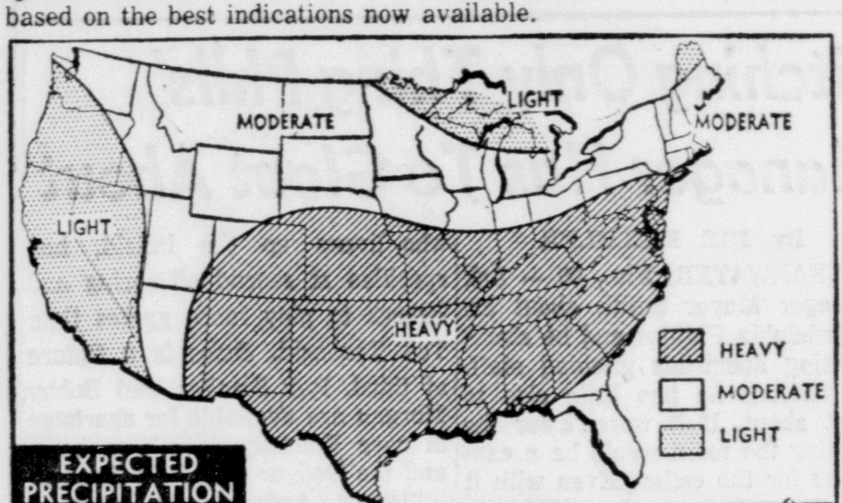 based on the best indications now available.
LIGHT
MODERATE
MODERATE
LIGHT
HEAVY
HEAVY
MODERATE
LIGHT
EXPECTED
PRECIPITATION